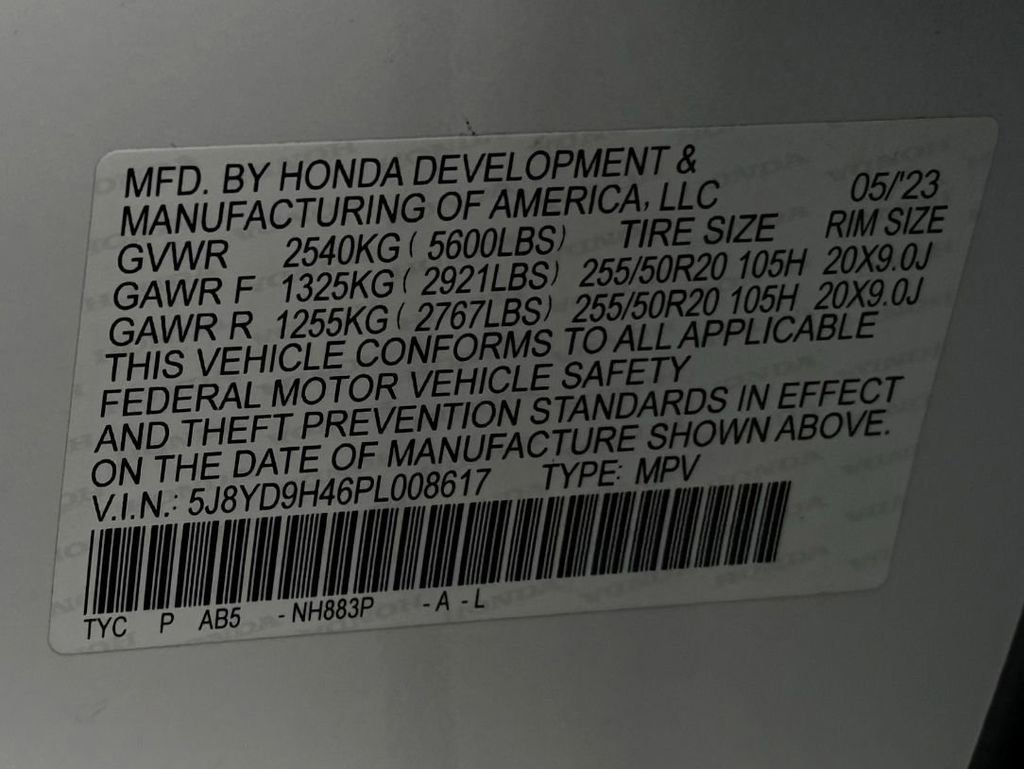 MFD. BY HONDA DEVELOPMENT &
MANUFACTURING OF AMERICA, LLC 05/'23
GVWR 2540KG ( 5600LBS) TIRE SIZE RIM SIZE
GAWR F 1325KG ( 2921LBS) 255/50R20 105H 20X9.0J
GAWR R 1255KG ( 2767LBS) 255/50R20 105H 20X9.0J
THIS VEHICLE CONFORMS TO ALL APPLICABLE
FEDERAL MOTOR VEHICLE SAFETY
AND THEFT PREVENTION STANDARDS IN EFFECT
ON THE DATE OF MANUFACTURE SHOWN ABOVE.
V.I.N.: 5J8YD9H46PL008617 TYPE: MPV
TYC P AB5 - NH883P - A - L